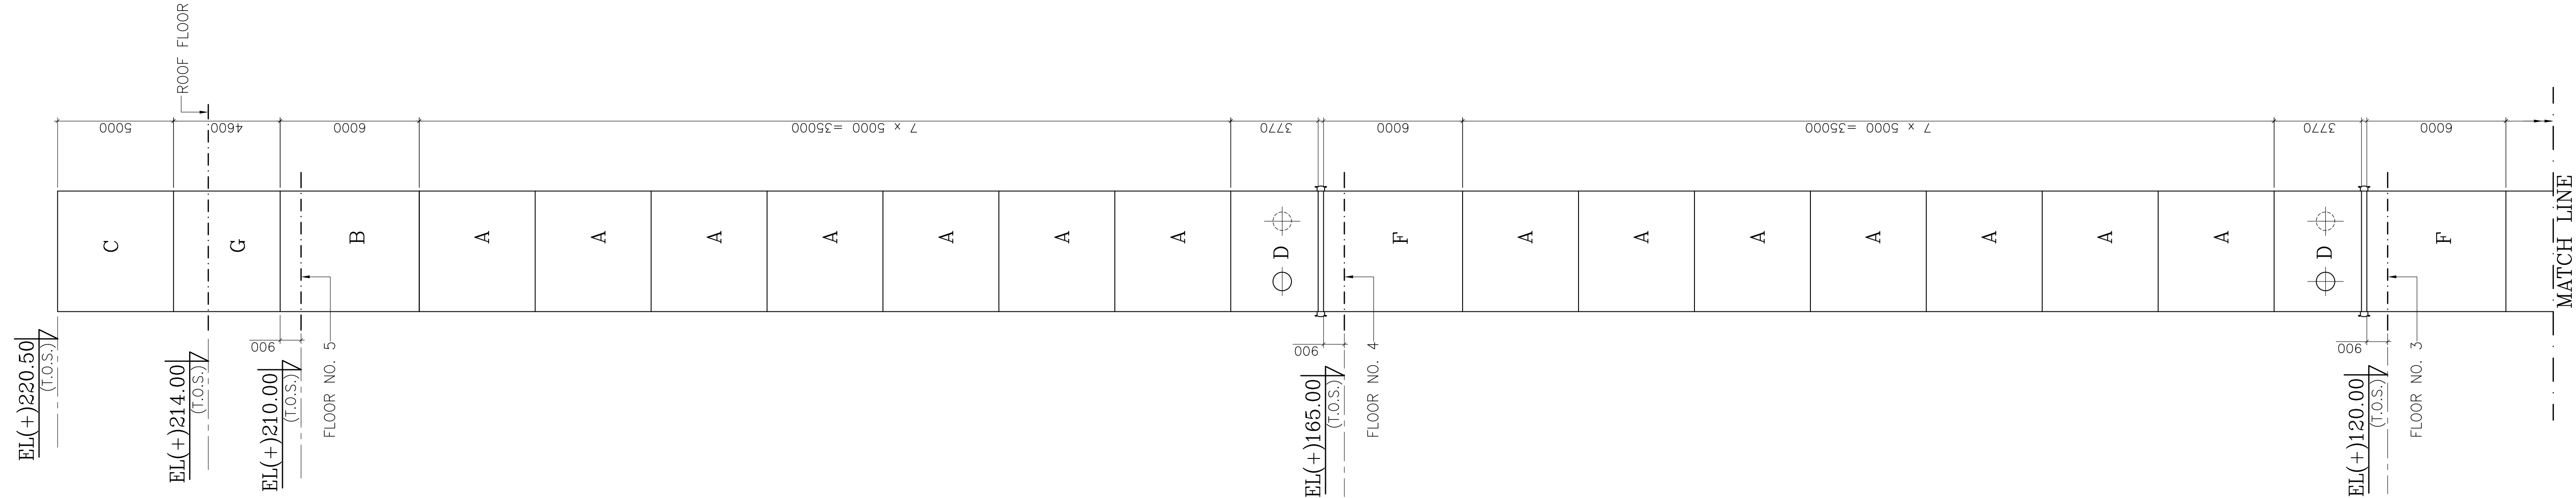 ROOF FLOOR
5000
4600
6000
7 x 5000 =35000
3770
6000
7 x 5000 =35000
3770
6000
C
G
B
A
A
A
A
A
A
A
D
F
A
A
A
A
A
A
A
D
F
MATCH LINE
EL(+)220.50
(T.O.S.)
EL(+)214.00
(T.O.S.)
900
EL(+)210.00
(T.O.S.)
FLOOR NO. 5
900
EL(+)165.00
(T.O.S.)
FLOOR NO. 4
900
EL(+)120.00
(T.O.S.)
FLOOR NO. 3